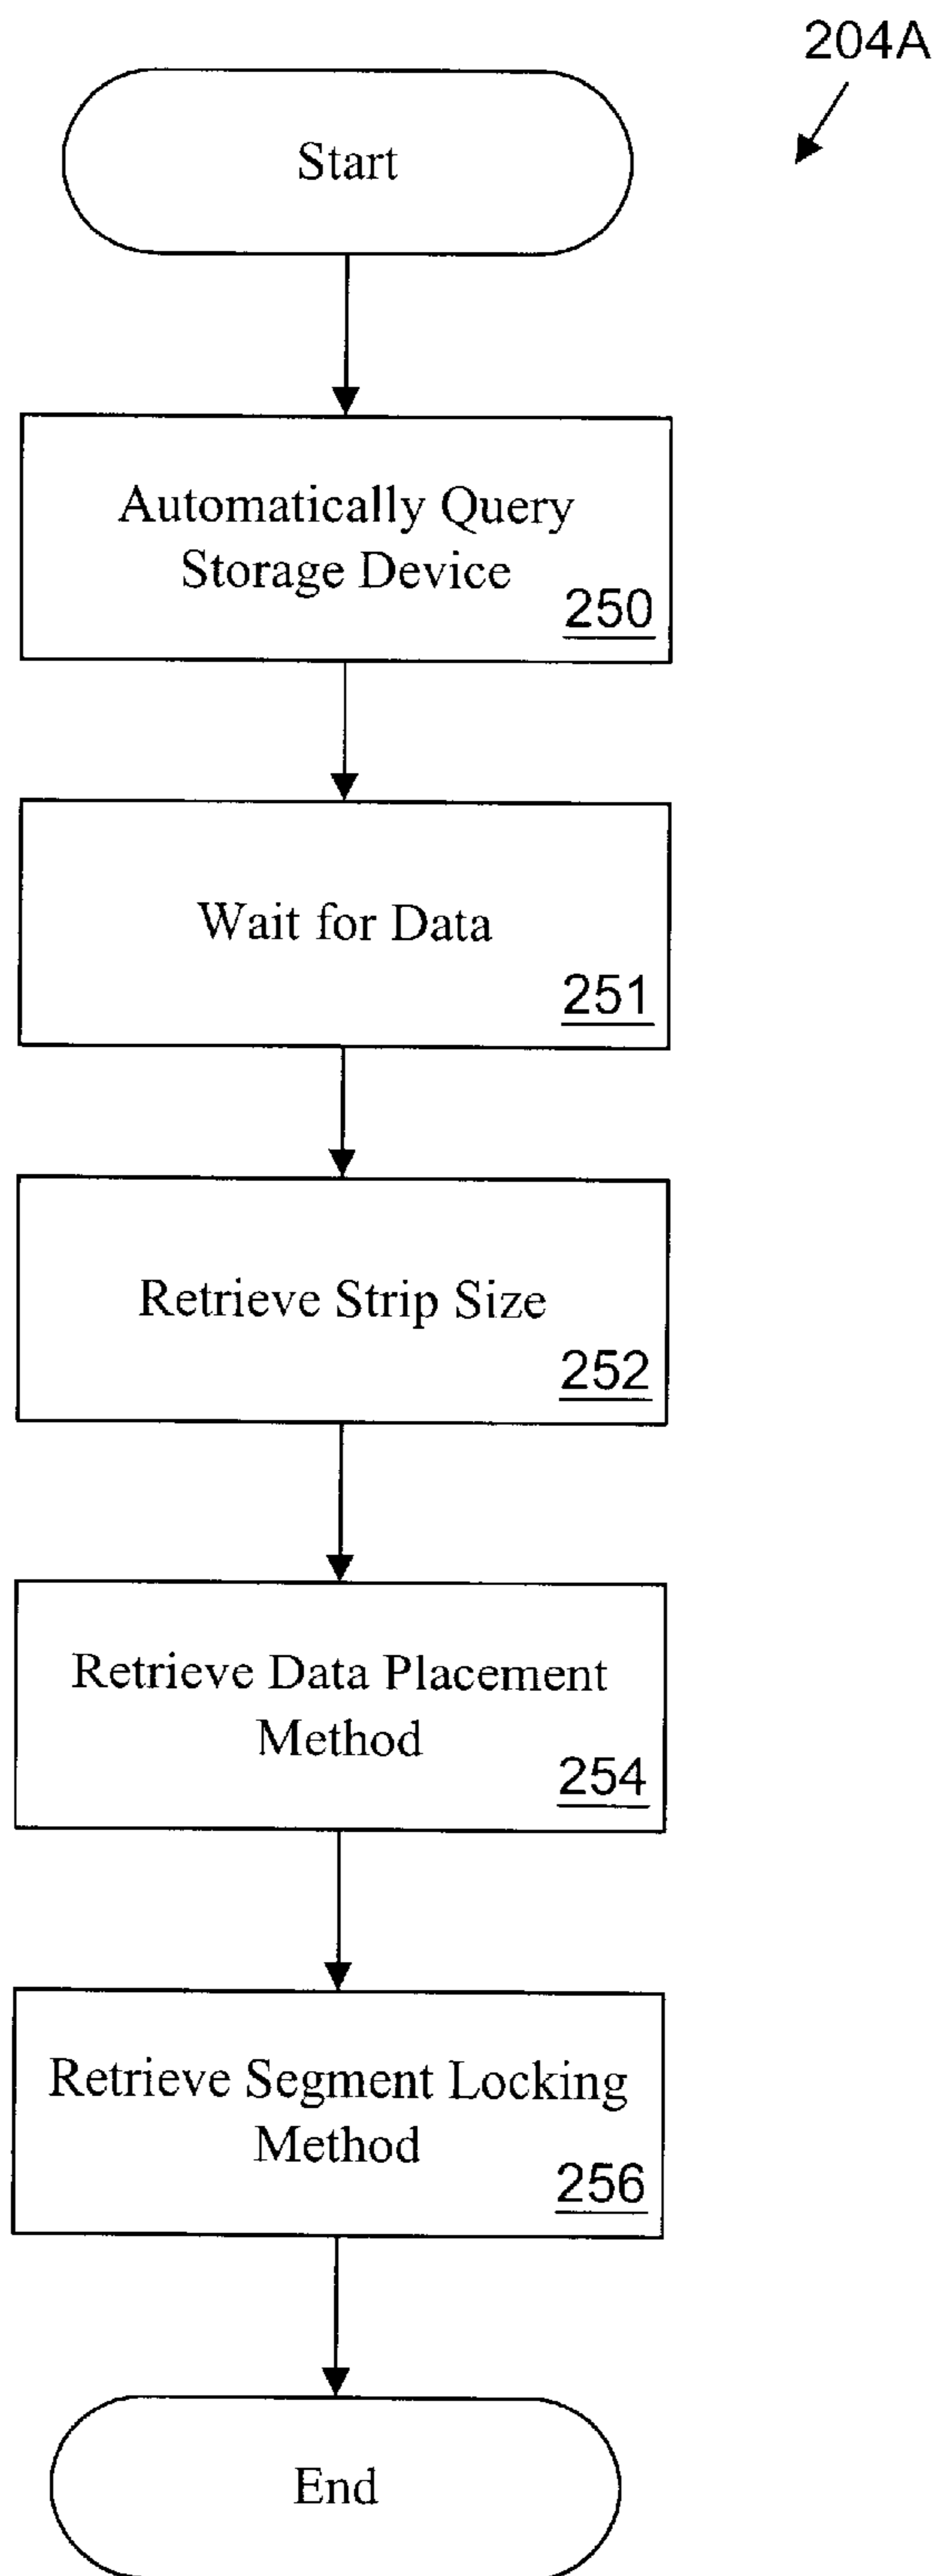 204A
Start
Automatically Query
Storage Device
250
Wait for Data
251
Retrieve Strip Size
252
Retrieve Data Placement
Method
254
Retrieve Segment Locking
Method
256
End